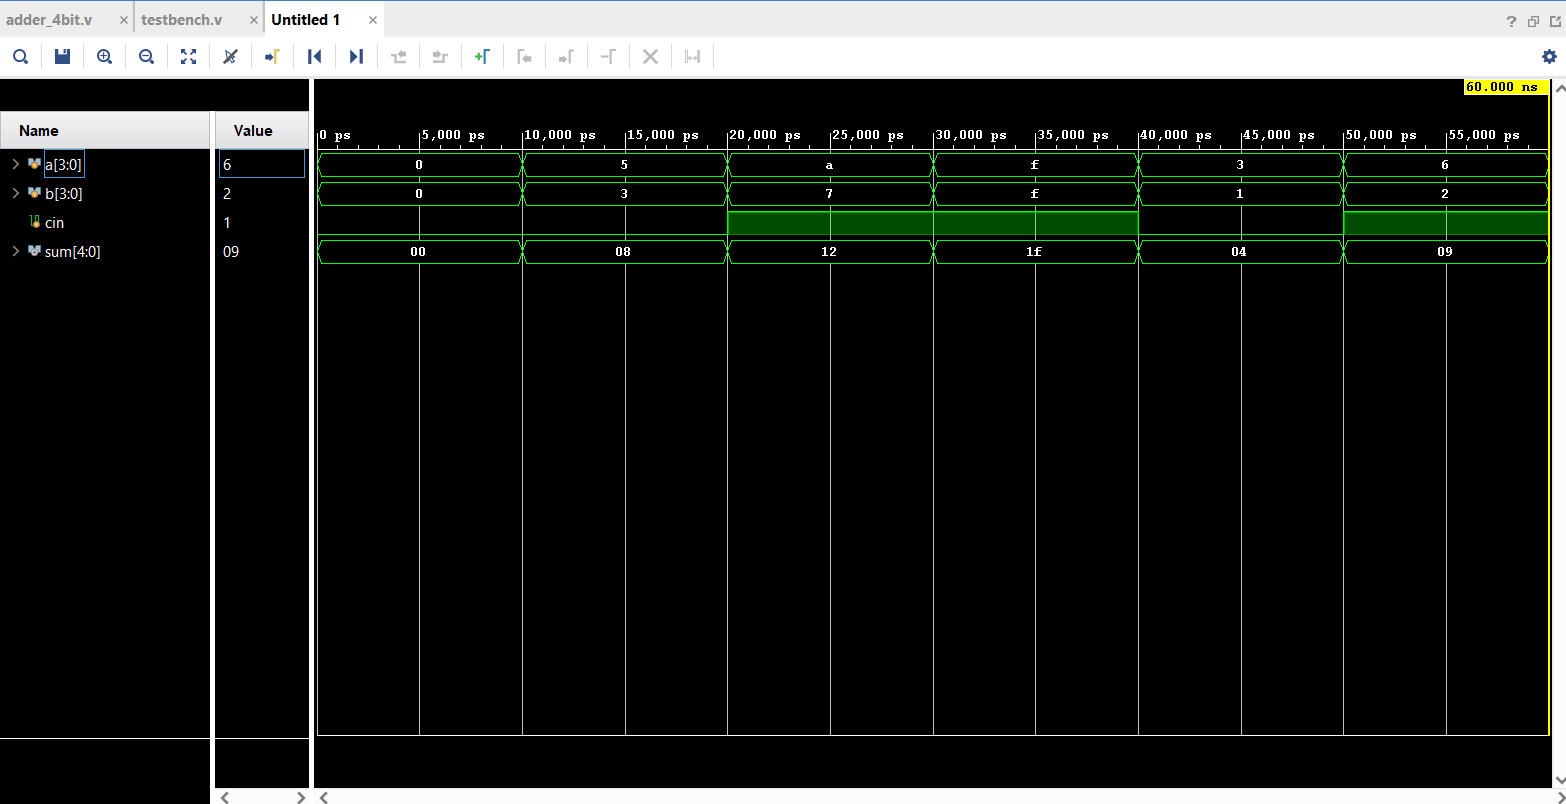 adder_4bit.v × testbench.v × Untitled 1 ×
?
60.000 ns
Name Value
0 ps 5,000 ps 10,000 ps 15,000 ps 20,000 ps 25,000 ps 30,000 ps 35,000 ps 40,000 ps 45,000 ps 50,000 ps 55,000 ps
a[3:0] 6 0 5 a f 3 6
b[3:0] 2 0 3 7 f 1 2
cin 1
sum[4:0] 09 00 08 12 1f 04 09